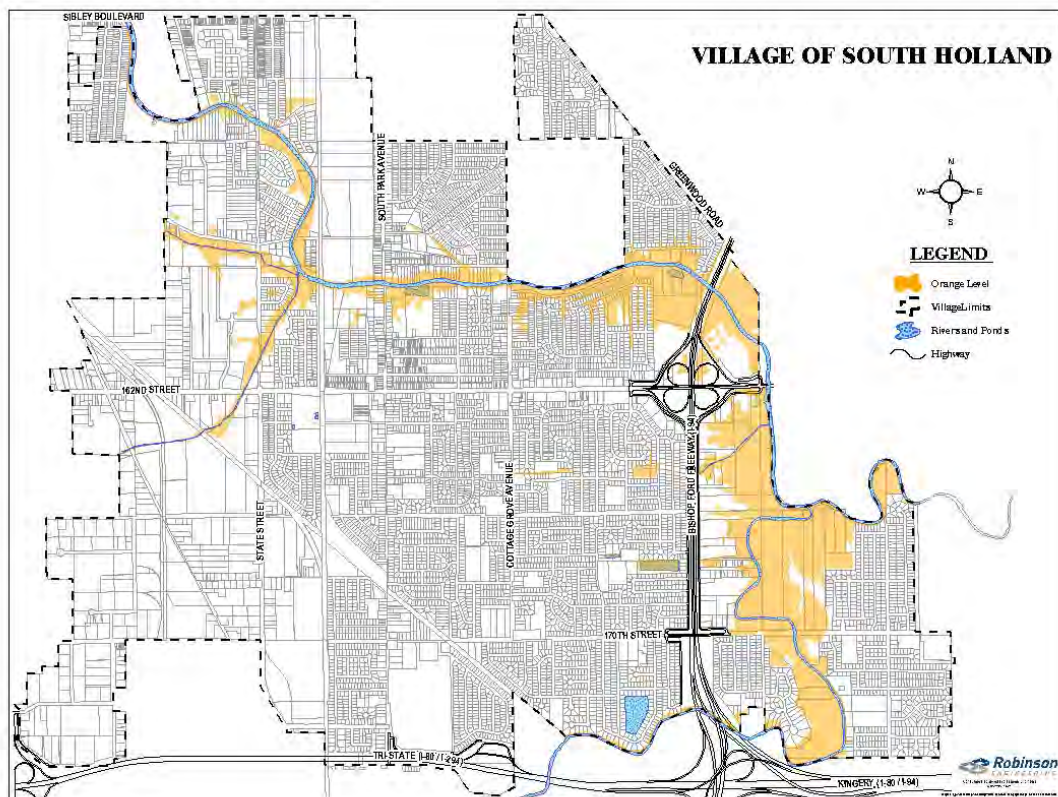 SIBLEY BOULEVARD
VILLAGE OF SOUTH HOLLAND
SOUTH PARK AVENUE
GREENWOOD ROAD
N
W
E
S
LEGEND
Orange Level
Village Limits
Rivers and Ponds
Highway
162ND STREET
BISHOP FORD FREEWAY (I-94)
COTTAGE GROVE AVENUE
STATE STREET
170TH STREET
TRI-STATE (I-80 / I-294)
KINGERY, (I-80 / I-94)
Robinson
ENGINEERING